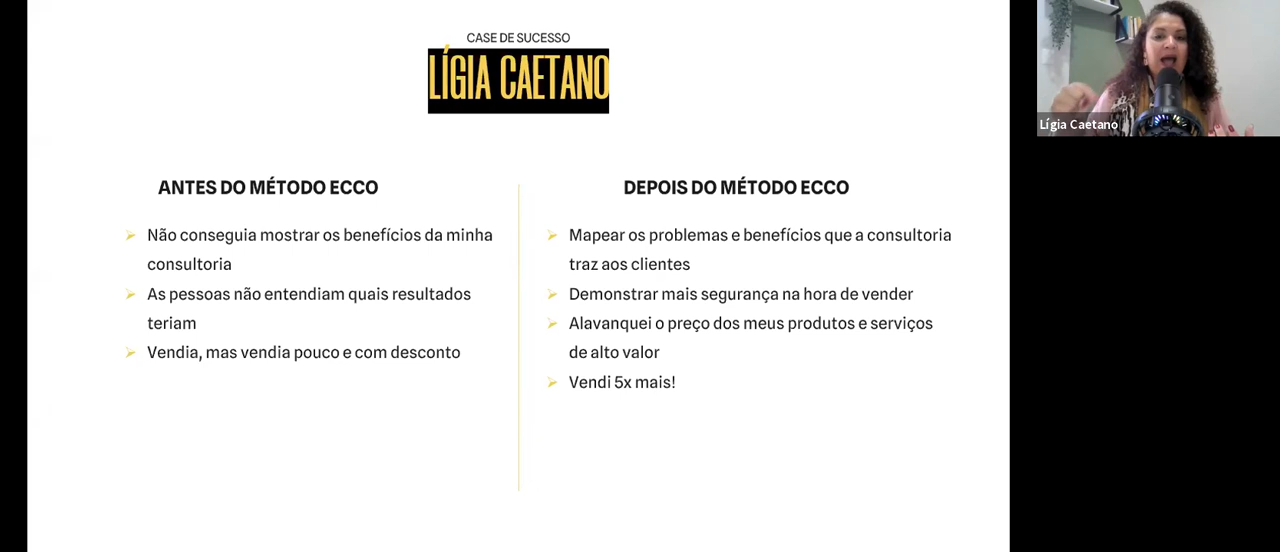 CASE DE SUCESSO
LÍGIA CAETANO
ANTES DO MÉTODO ECCO
Não conseguia mostrar os benefícios da minha
consultoria
As pessoas não entendiam quais resultados
teriam
Vendia, mas vendia pouco e com desconto
DEPOIS DO MÉTODO ECCO
Mapear os problemas e benefícios que a consultoria
traz aos clientes
Demonstrar mais segurança na hora de vender
Alavanquei o preço dos meus produtos e serviços
de alto valor
Vendi 5x mais!
Lígia Caetano